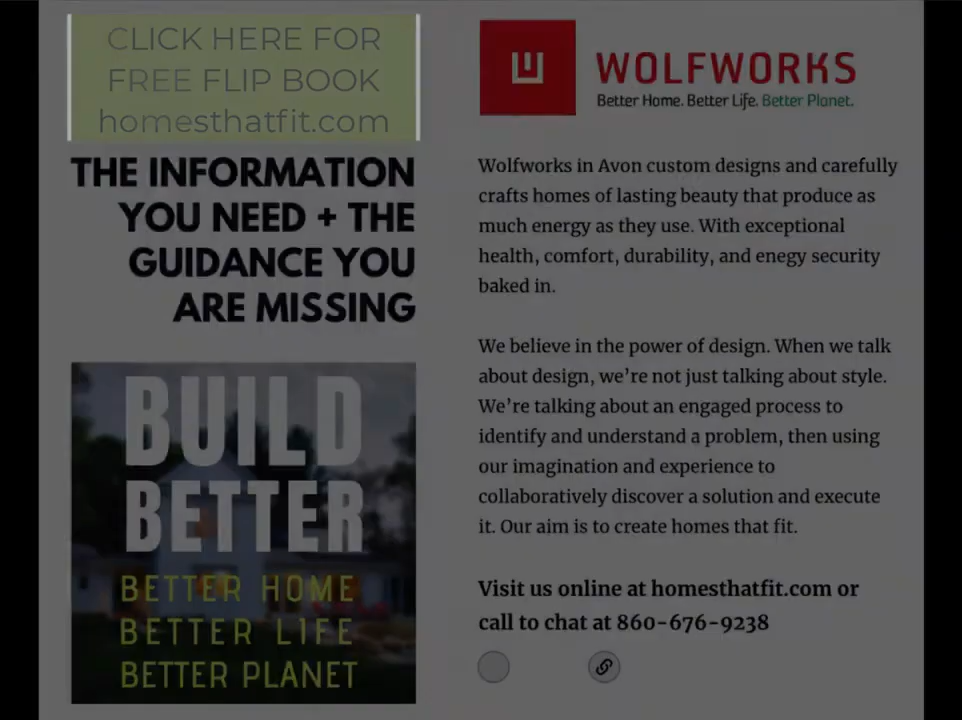 CLICK HERE FOR
FREE FLIP BOOK
homesthatfit.com
THE INFORMATION
YOU NEED + THE
GUIDANCE YOU
ARE MISSING
BUILD
BETTER
BETTER HOME
BETTER LIFE
BETTER PLANET
WOLFWORKS
Better Home. Better Life. Better Planet.
Wolfworks in Avon custom designs and carefully
crafts homes of lasting beauty that produce as
much energy as they use. With exceptional
health, comfort, durability, and enegy security
baked in.
We believe in the power of design. When we talk
about design, we're not just talking about style.
We're talking about an engaged process to
identify and understand a problem, then using
our imagination and experience to
collaboratively discover a solution and execute
it. Our aim is to create homes that fit.
Visit us online at homesthatfit.com or
call to chat at 860-676-9238